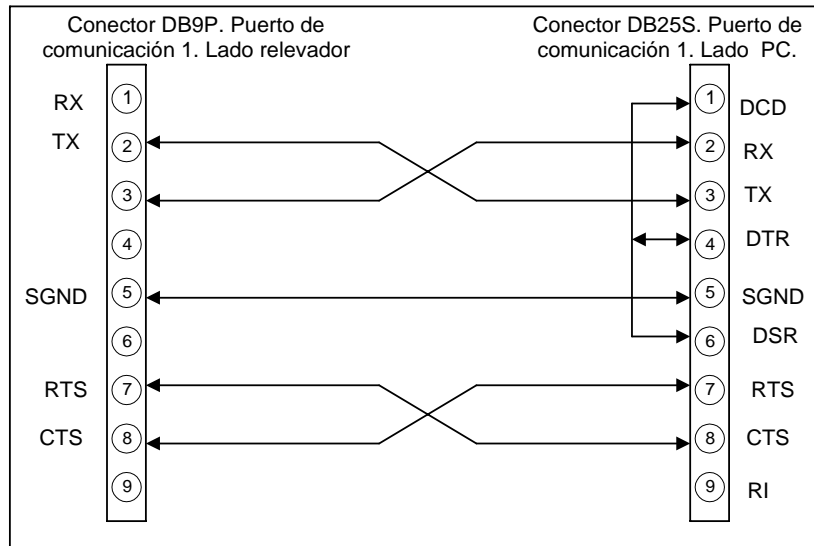 Conector DB9P. Puerto de
comunicación 1. Lado relevador
Conector DB25S. Puerto de
comunicación 1. Lado PC.
RX 1
TX 2
3
4
SGND 5
6
RTS 7
CTS 8
9
1 DCD
2 RX
3 TX
4 DTR
5 SGND
6 DSR
7 RTS
8 CTS
9 RI